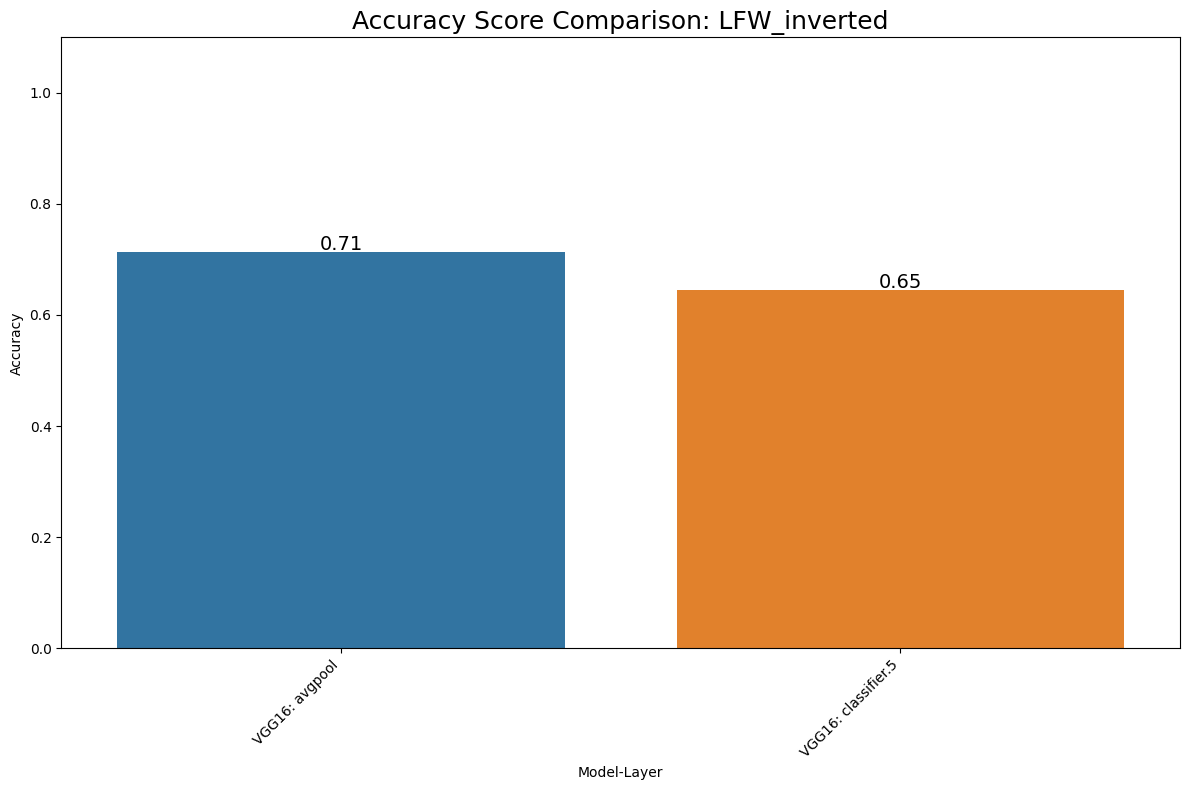 Accuracy Score Comparison: LFW_inverted
1.0
0.8
0.6
0.4
0.2
0.0
Accuracy
0.71
0.65
VGG16: avgpool
VGG16: classifier.5
Model-Layer